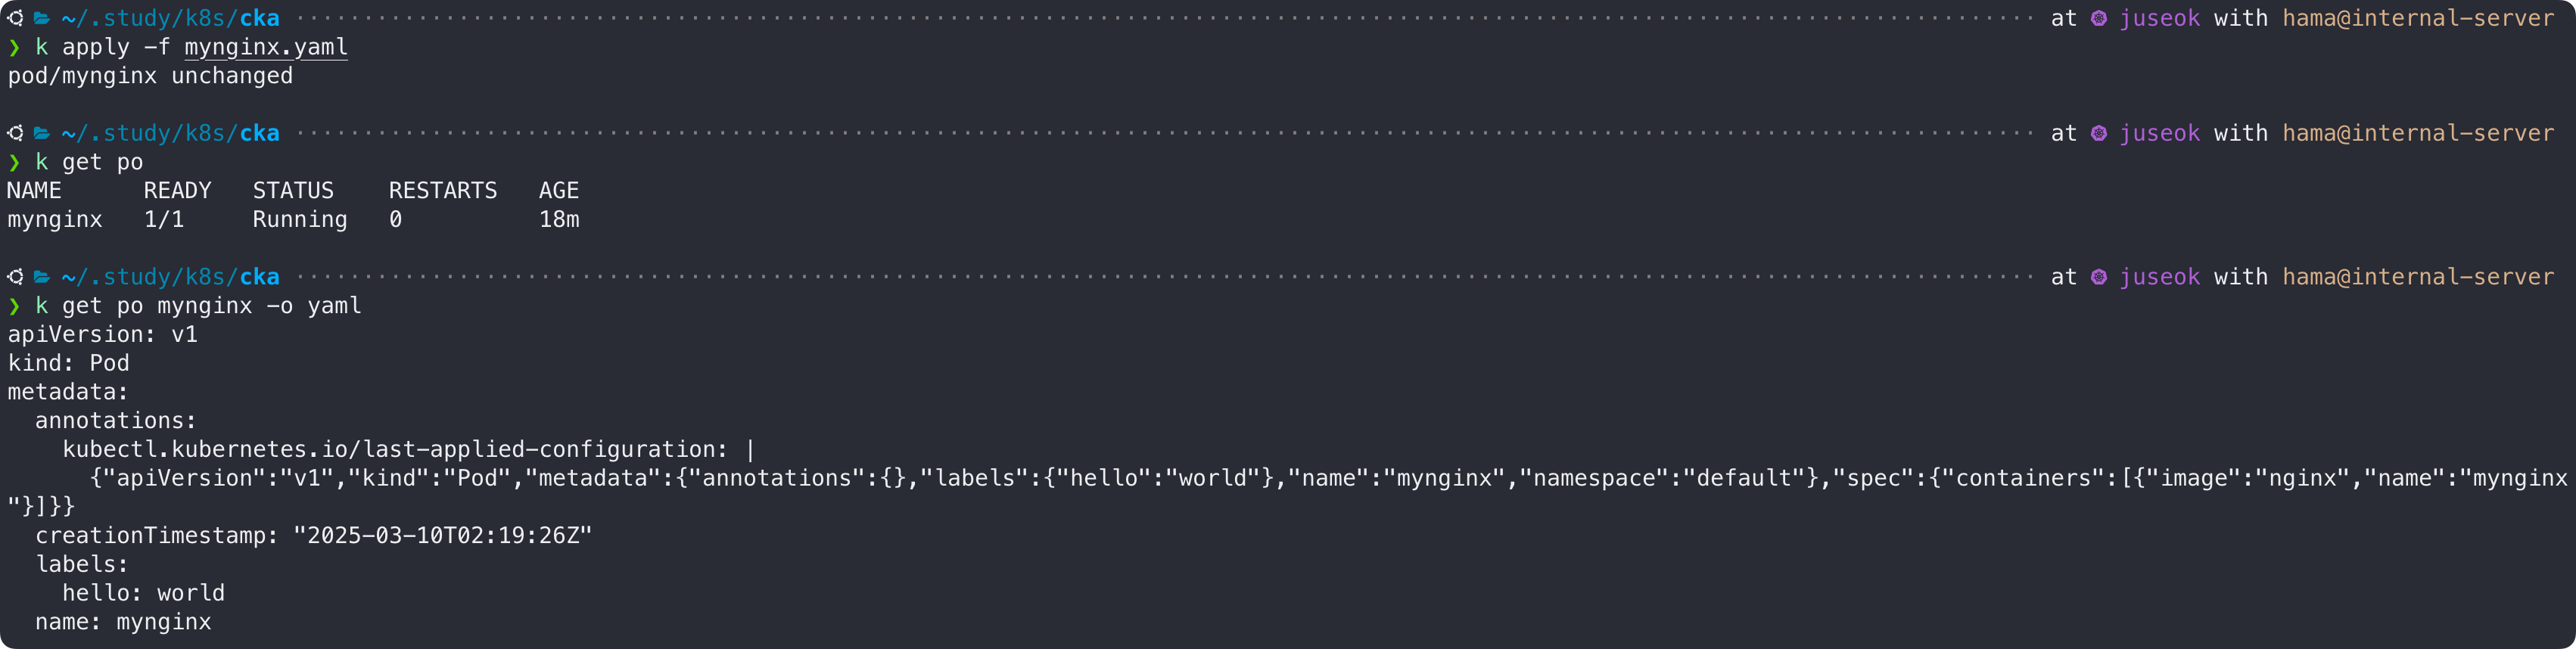 ~/.study/k8s/cka at juseok with hama@internal-server
❯ k apply -f mynginx.yaml
pod/mynginx unchanged
~/.study/k8s/cka at juseok with hama@internal-server
❯ k get po
NAME READY STATUS RESTARTS AGE
mynginx 1/1 Running 0 18m
~/.study/k8s/cka at juseok with hama@internal-server
❯ k get po mynginx -o yaml
apiVersion: v1
kind: Pod
metadata:
  annotations:
    kubectl.kubernetes.io/last-applied-configuration: |
      {"apiVersion":"v1","kind":"Pod","metadata":{"annotations":{},"labels":{"hello":"world"},"name":"mynginx","namespace":"default"},"spec":{"containers":[{"image":"nginx","name":"mynginx
"}]}}
  creationTimestamp: "2025-03-10T02:19:26Z"
  labels:
    hello: world
  name: mynginx